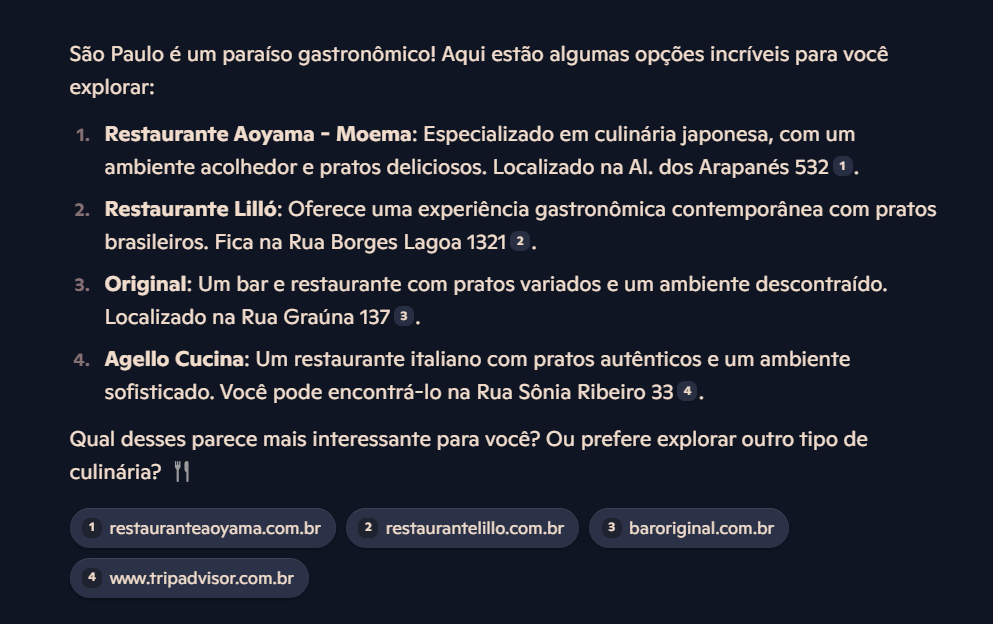 São Paulo é um paraíso gastronômico! Aqui estão algumas opções incríveis para você
explorar:
1. Restaurante Aoyama - Moema: Especializado em culinária japonesa, com um
ambiente acolhedor e pratos deliciosos. Localizado na Al. dos Arapanés 532 1.
2. Restaurante Lilló: Oferece uma experiência gastronômica contemporânea com pratos
brasileiros. Fica na Rua Borges Lagoa 1321 2.
3. Original: Um bar e restaurante com pratos variados e um ambiente descontraído.
Localizado na Rua Graúna 137 3.
4. Agello Cucina: Um restaurante italiano com pratos autênticos e um ambiente
sofisticado. Você pode encontrá-lo na Rua Sônia Ribeiro 33 4.
Qual desses parece mais interessante para você? Ou prefere explorar outro tipo de
culinária? 🍴
1 restauranteaoyama.com.br 2 restaurantelillo.com.br 3 baroriginal.com.br
4 www.tripadvisor.com.br